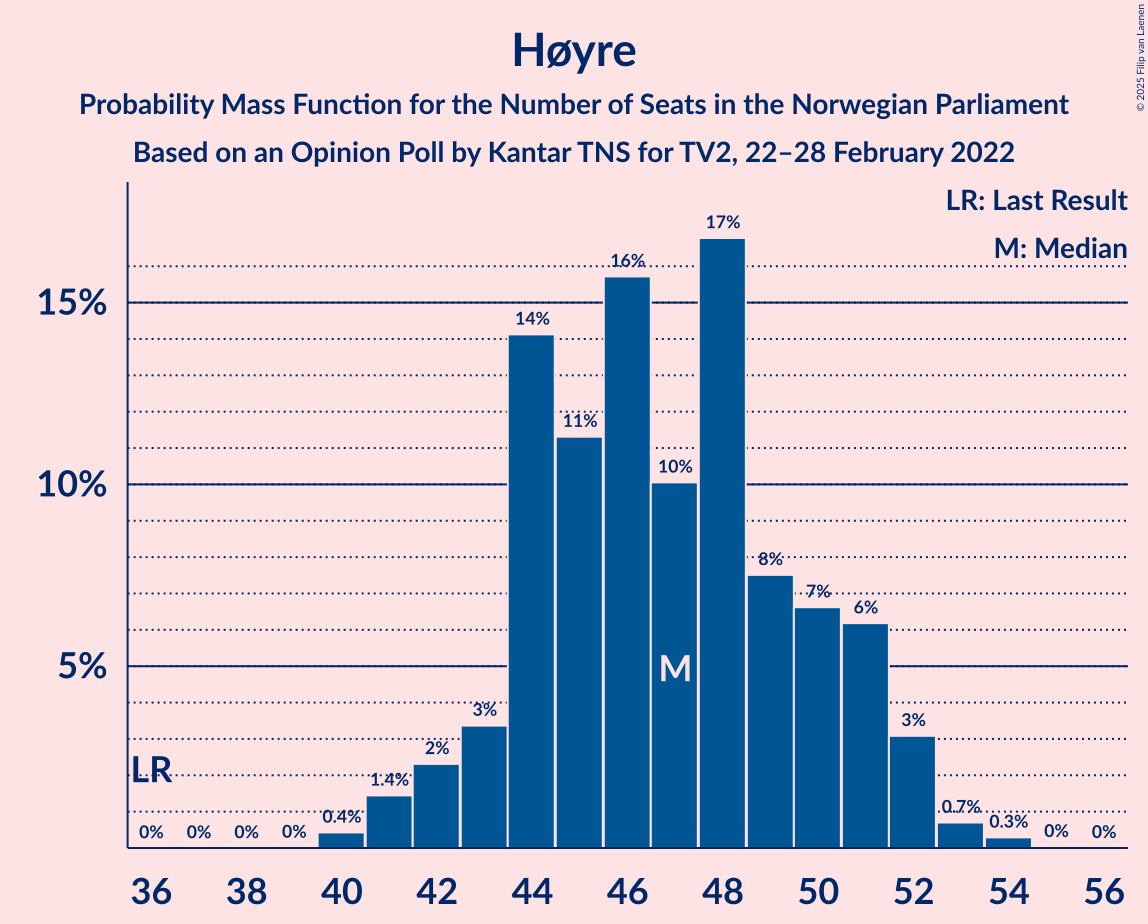 Høyre
Probability Mass Function for the Number of Seats in the Norwegian Parliament
Based on an Opinion Poll by Kantar TNS for TV2, 22–28 February 2022
© 2025 Filip van Laenen
LR: Last Result
M: Median
15%
10%
5%
0%
0%
0%
0%
0.4%
1.4%
2%
3%
14%
11%
16%
10%
17%
8%
7%
6%
3%
0.7%
0.3%
0%
0%
LR
M
36 38 40 42 44 46 48 50 52 54 56